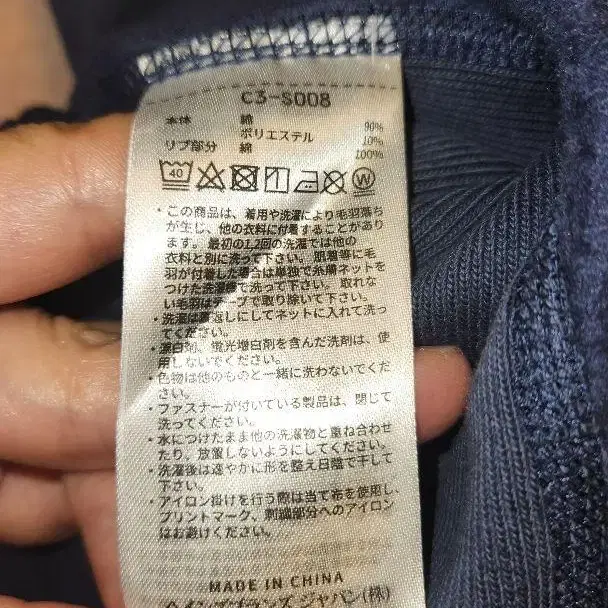 C3-S008
本体 綿 90%
ポリエステル 10%
リブ部分 綿 100%
40 W
・この商品は、着用や洗濯により毛羽落ち
が生じ、他の衣料に付着することがあり
ます。最初の1.2回の洗濯では他の
衣料と別に洗って下さい。肌着等に毛
羽が付着した場合は単独で糸屑ネットを
つけた洗濯機で洗って下さい。取れな
い毛羽はテープで取り除いて下さい。
・洗濯は裏返しにしてネットに入れて洗っ
てください。
・漂白剤、蛍光増白剤を含んだ洗剤は、使
用しないでください。
・色物は他のものと一緒に洗わないでくだ
さい。
・ファスナーが付いている製品は、閉じて
洗ってください。
・水につけたまま他の洗濯物と重ね合わせ
たり、放置しないようにしてください。
・洗濯後は速やかに形を整え日陰で干して
下さい。
・アイロン掛けを行う際は当て布を使用し、
プリントマーク、刺繍部分へのアイロン
はお避けください。
MADE IN CHINA
ヘインズブランズ ジャパン(株)